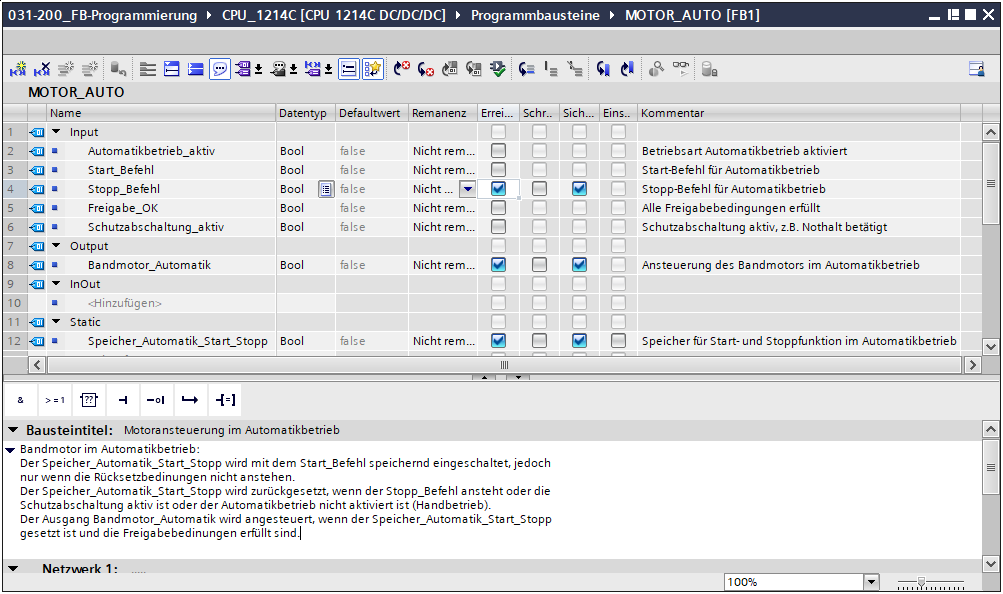 031-200_FB-Programmierung ▸ CPU_1214C [CPU 1214C DC/DC/DC] ▸ Programmbausteine ▸ MOTOR_AUTO [FB1]
MOTOR_AUTO
Name Datentyp Defaultwert Remanenz Errei... Schr.. Sich... Eins.. Kommentar
1 Input
2 Automatikbetrieb_aktiv Bool false Nicht rem... Betriebsart Automatikbetrieb aktiviert
3 Start_Befehl Bool false Nicht rem... Start-Befehl für Automatikbetrieb
4 Stopp_Befehl Bool false Nicht ... Stopp-Befehl für Automatikbetrieb
5 Freigabe_OK Bool false Nicht rem... Alle Freigabebedingungen erfüllt
6 Schutzabschaltung_aktiv Bool false Nicht rem... Schutzabschaltung aktiv, z.B. Nothalt betätigt
7 Output
8 Bandmotor_Automatik Bool false Nicht rem... Ansteuerung des Bandmotors im Automatikbetrieb
9 InOut
10 <Hinzufügen>
11 Static
12 Speicher_Automatik_Start_Stopp Bool false Nicht rem... Speicher für Start- und Stoppfunktion im Automatikbetrieb
& >=1 ?? –o| [=]
Bausteintitel: Motoransteuerung im Automatikbetrieb
Bandmotor im Automatikbetrieb:
Der Speicher_Automatik_Start_Stopp wird mit dem Start_Befehl speichernd eingeschaltet, jedoch
nur wenn die Rücksetzbedinungen nicht anstehen.
Der Speicher_Automatik_Start_Stopp wird zurückgesetzt, wenn der Stopp_Befehl ansteht oder die
Schutzabschaltung aktiv ist oder der Automatikbetrieb nicht aktiviert ist (Handbetrieb).
Der Ausgang Bandmotor_Automatik wird angesteuert, wenn der Speicher_Automatik_Start_Stopp
gesetzt ist und die Freigabebedinungen erfüllt sind.
Netzwerk 1: .....
100%